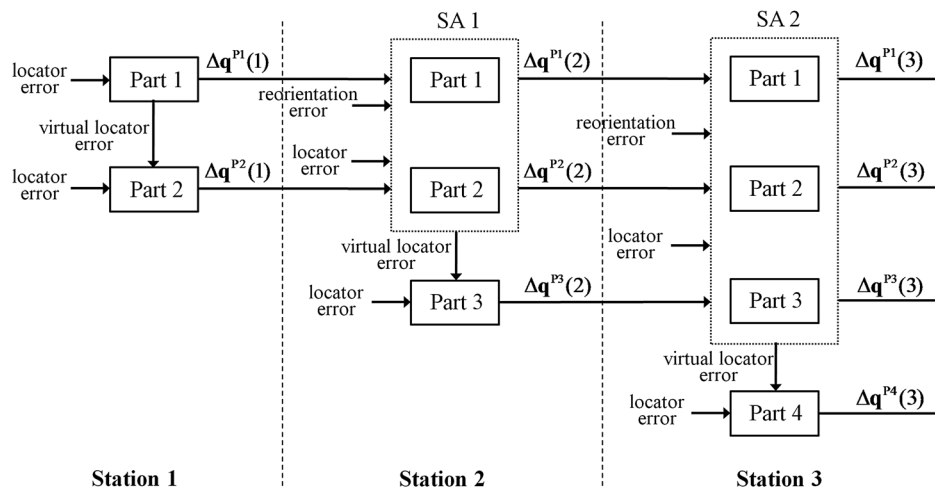 SA 1
SA 2
locator
error
Part 1
Δq^P1(1)
virtual locator
error
locator
error
Part 2
Δq^P2(1)
Station 1
Part 1
Δq^P1(2)
reorientation
error
locator
error
Part 2
Δq^P2(2)
virtual locator
error
locator
error
Part 3
Δq^P3(2)
Station 2
Part 1
Δq^P1(3)
reorientation
error
Part 2
Δq^P2(3)
locator
error
Part 3
Δq^P3(3)
virtual locator
error
locator
error
Part 4
Δq^P4(3)
Station 3